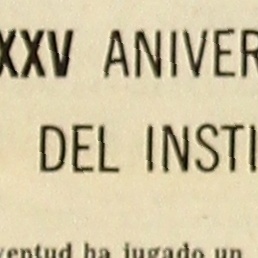 XXV ANIVER
DEL INSTI
ventud ha jugado un